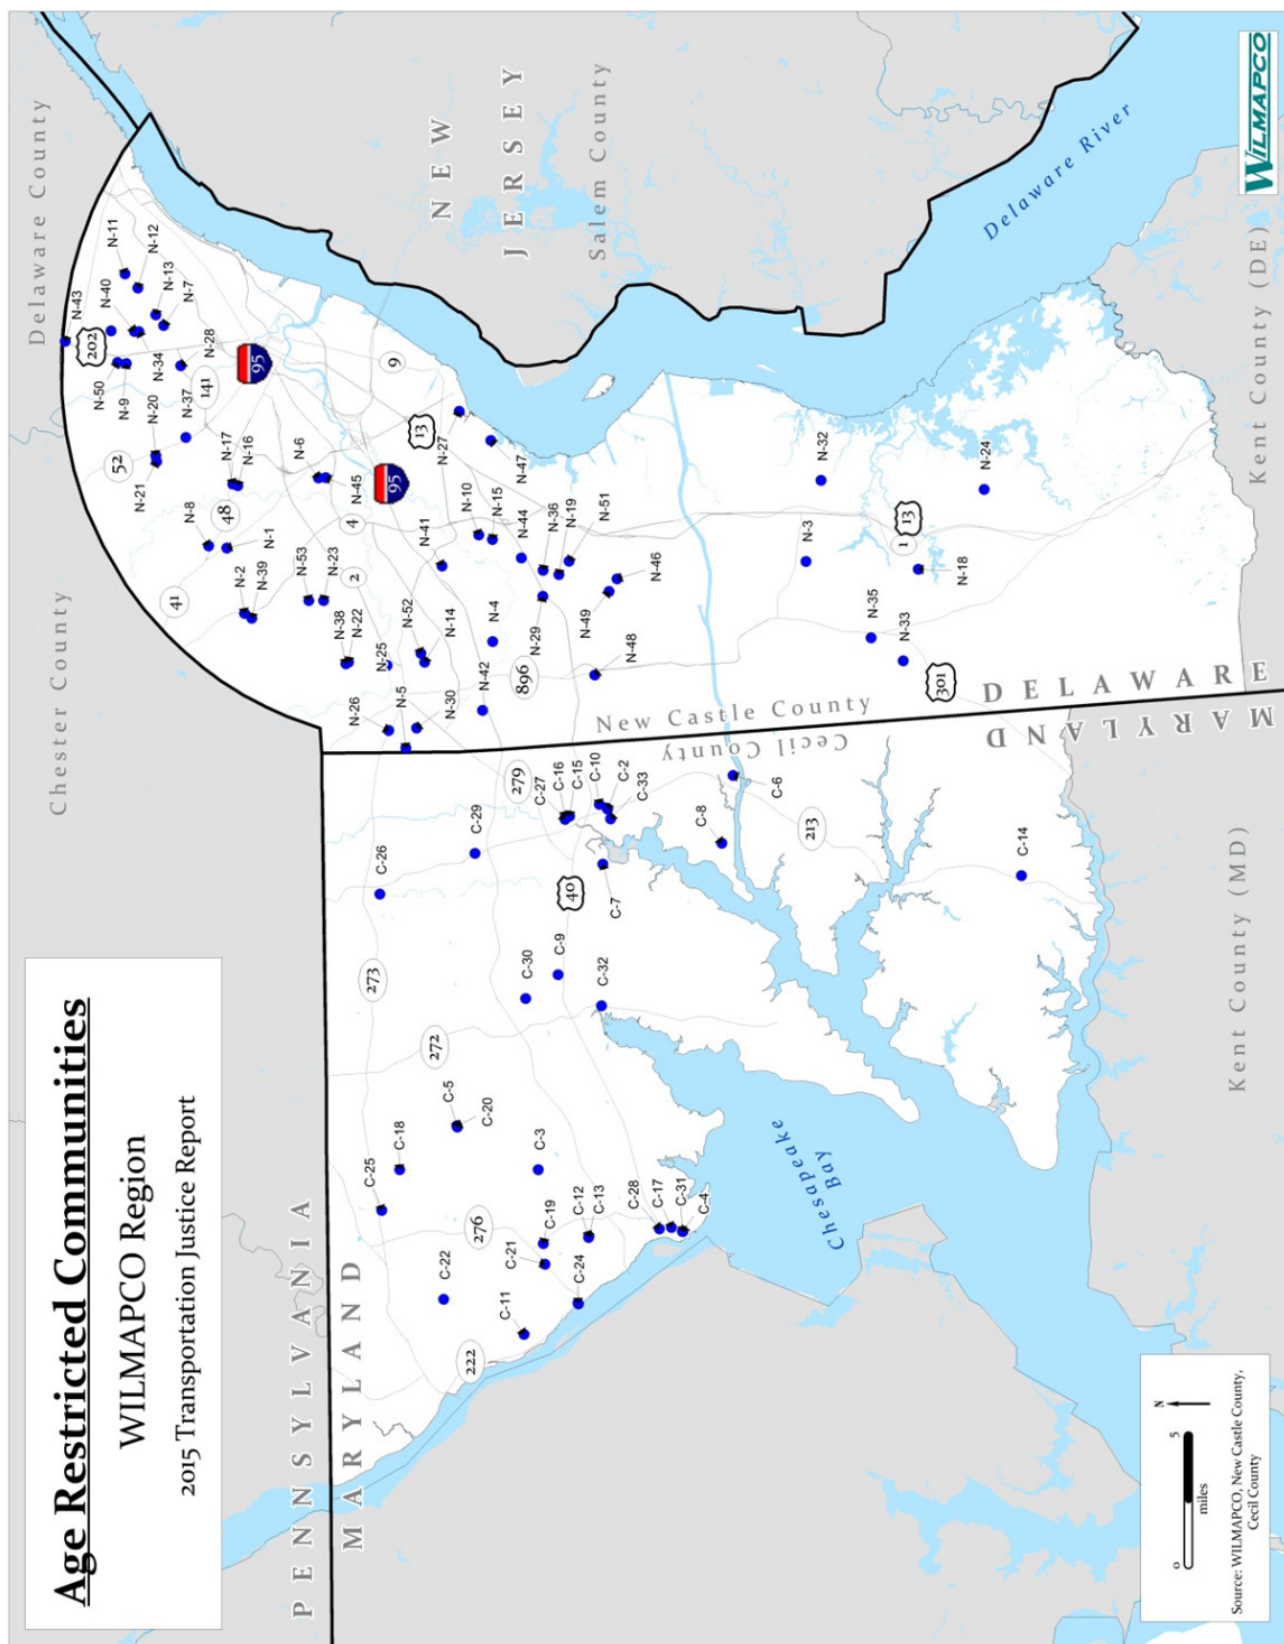 Age Restricted Communities
WILMAPCO Region
2015 Transportation Justice Report
PENNSYLVANIA
MARYLAND
Chester County
Delaware County
NEW
JERSEY
Salem County
Delaware River
WILMAPCO
Kent County (DE)
Kent County (MD)
DELAWARE
MARYLAND
New Castle County
Cecil County
Chesapeake
Bay
N-43
202
N-40
N-11
N-12
N-13
N-7
N-50
N-9
N-34
N-28
N-20
N-37
141
95
52
N-21
N-17
N-16
N-6
N-45
9
13
95
N-27
N-47
N-8
48
N-1
4
41
N-2
N-39
N-53
N-23
2
N-41
N-10
N-15
N-44
N-36
N-19
N-51
N-38
N-22
N-25
N-52
N-14
N-4
N-29
N-49
N-46
N-26
N-5
N-30
N-42
896
N-48
N-32
N-24
N-3
1
13
N-18
N-35
N-33
301
279
C-27
C-16
C-15
C-10
C-2
C-33
C-6
C-29
C-26
C-8
213
C-14
40
C-7
273
C-30
C-9
C-32
272
C-5
C-20
C-18
C-25
C-3
276
C-19
C-12
C-13
C-28
C-17
C-31
C-4
C-22
C-21
C-24
C-11
222
N
0 5
miles
Source: WILMAPCO, New Castle County,
Cecil County